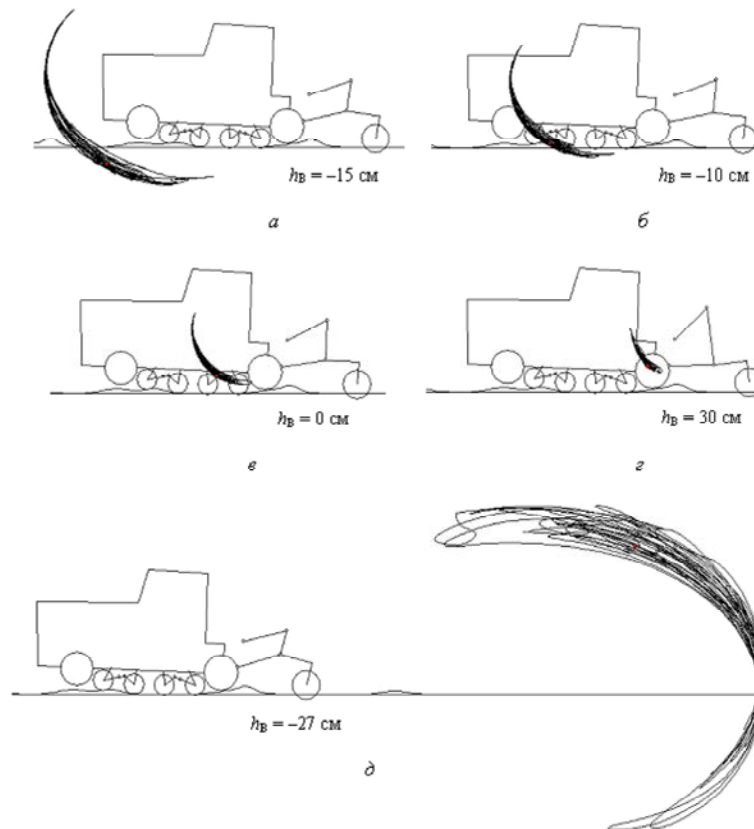 hв = –15 см
hв = –10 см
а
б
hв = 0 см
hв = 30 см
в
г
hв = –27 см
д